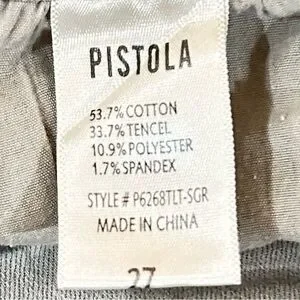 PISTOLA
53.7% COTTON
33.7% TENCEL
10.9% POLYESTER
1.7% SPANDEX
STYLE # P6268TLT-SGR
MADE IN CHINA
27